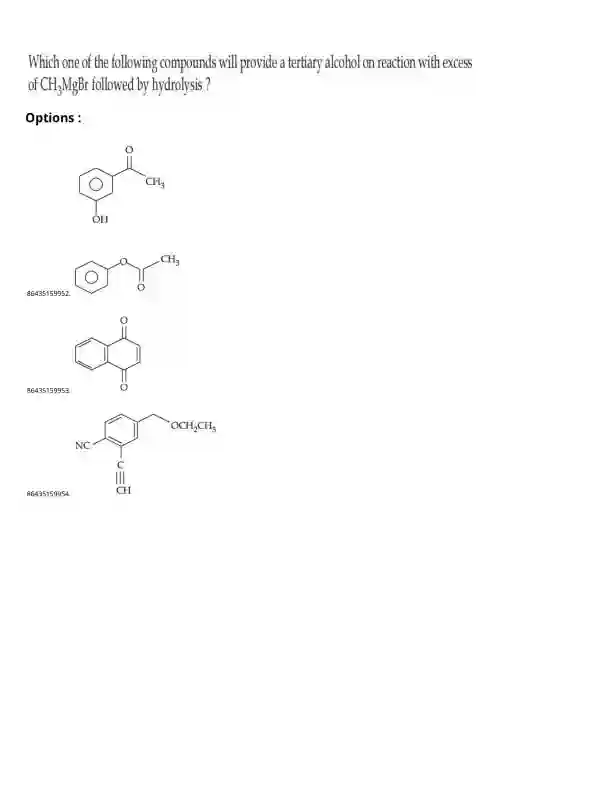 Which one of the following compounds will provide a tertiary alcohol on reaction with excess
of CH₃MgBr followed by hydrolysis ?
Options :
O
CH₃
OH
O
CH₃
O
86435159952.
O
O
86435159953.
OCH₂CH₃
NC
C
CH
86435159954.